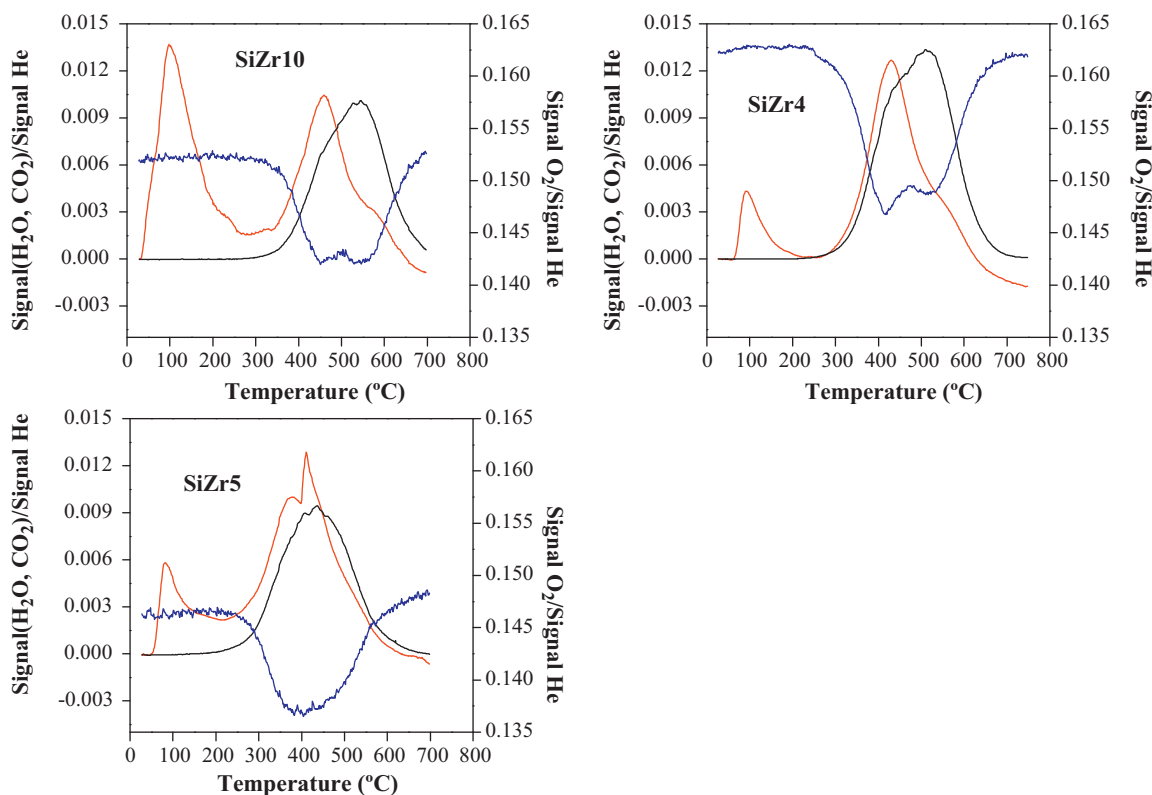 Signal(H₂O, CO₂)/Signal He
0.015
0.012
0.009
0.006
0.003
0.000
-0.003
SiZr10
0.165
0.160
0.155
0.150
0.145
0.140
0.135
Signal O₂/Signal He
0 100 200 300 400 500 600 700 800
Temperature (ºC)
Signal(H₂O, CO₂)/Signal He
0.015
0.012
0.009
0.006
0.003
0.000
-0.003
SiZr4
0.165
0.160
0.155
0.150
0.145
0.140
0.135
Signal O₂/Signal He
0 100 200 300 400 500 600 700 800
Temperature (ºC)
Signal(H₂O, CO₂)/Signal He
0.015
0.012
0.009
0.006
0.003
0.000
-0.003
SiZr5
0.165
0.160
0.155
0.150
0.145
0.140
0.135
Signal O₂/Signal He
0 100 200 300 400 500 600 700 800
Temperature (ºC)